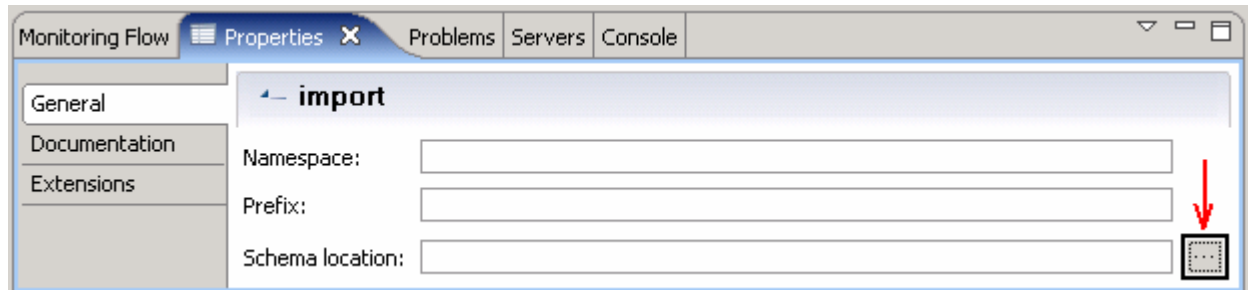 Monitoring Flow Properties Problems Servers Console
General
Documentation
Extensions
import
Namespace:
Prefix:
Schema location: ...